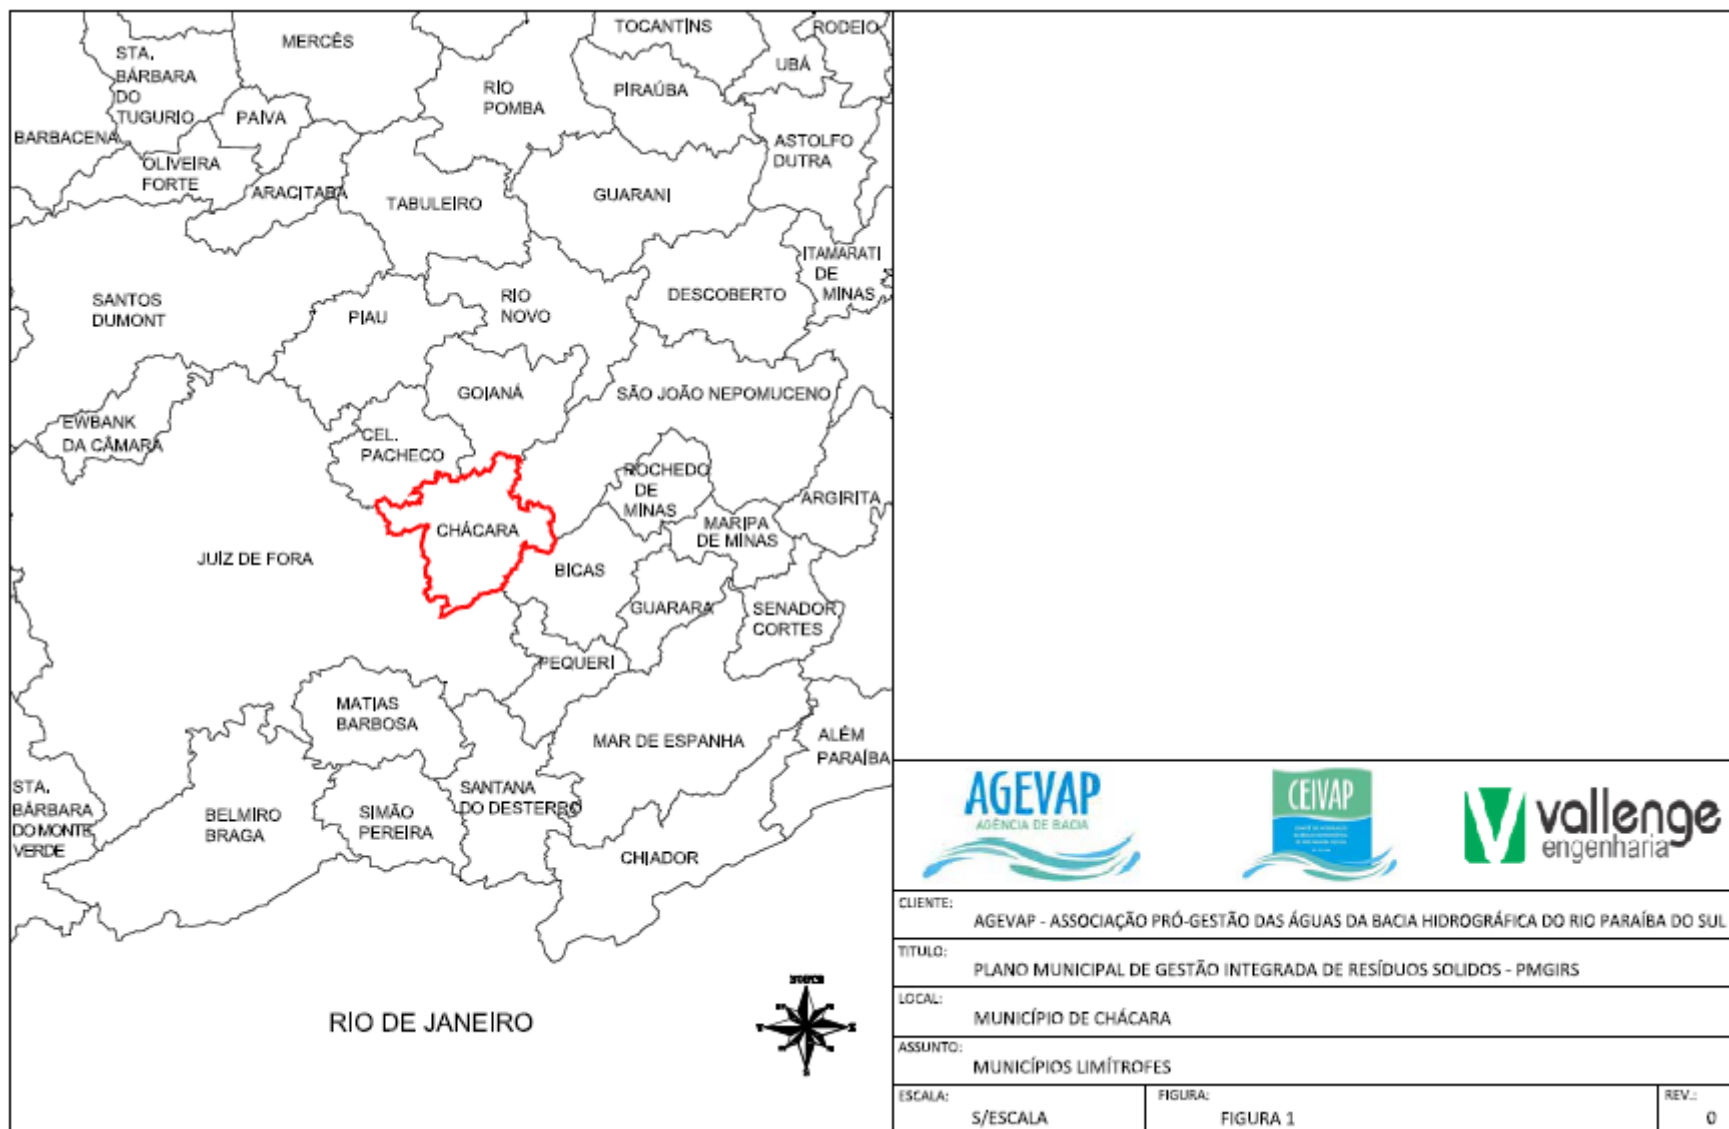 MERCÊS
TOCANTINS
RODEIO
STA.
BÁRBARA
DO
TUGURIO
UBÁ
RIO
POMBA
PIRAÚBA
PAIVA
BARBACENA
ASTOLFO
DUTRA
OLIVEIRA
FORTE
ARACITABA
TABULEIRO
GUARANI
ITAMARATI
DE
MINAS
SANTOS
DUMONT
PIAU
RIO
NOVO
DESCOBERTO
GOIANÁ
SÃO JOÃO NEPOMUCENO
EWBANK
DA CÂMARA
CEL.
PACHECO
ROCHEDO
DE
MINAS
ARGIRITA
CHÁCARA
MARIPA
DE MINAS
JUÍZ DE FORA
BICAS
GUARARA
SENADOR
CORTES
PEQUERI
MATIAS
BARBOSA
MAR DE ESPANHA
ALÉM
PARAÍBA
STA.
BÁRBARA
DO MONTE
VERDE
BELMIRO
BRAGA
SIMÃO
PEREIRA
SANTANA
DO DESTERRO
CHIADOR
RIO DE JANEIRO
S
AGEVAP
AGÊNCIA DE BACIA
CEIVAP
vallenge
engenharia
CLIENTE:
AGEVAP - ASSOCIAÇÃO PRÓ-GESTÃO DAS ÁGUAS DA BACIA HIDROGRÁFICA DO RIO PARAÍBA DO SUL
TITULO:
PLANO MUNICIPAL DE GESTÃO INTEGRADA DE RESÍDUOS SOLIDOS - PMGIRS
LOCAL:
MUNICÍPIO DE CHÁCARA
ASSUNTO:
MUNICÍPIOS LIMÍTROFES
ESCALA:
S/ESCALA
FIGURA:
FIGURA 1
REV.:
0